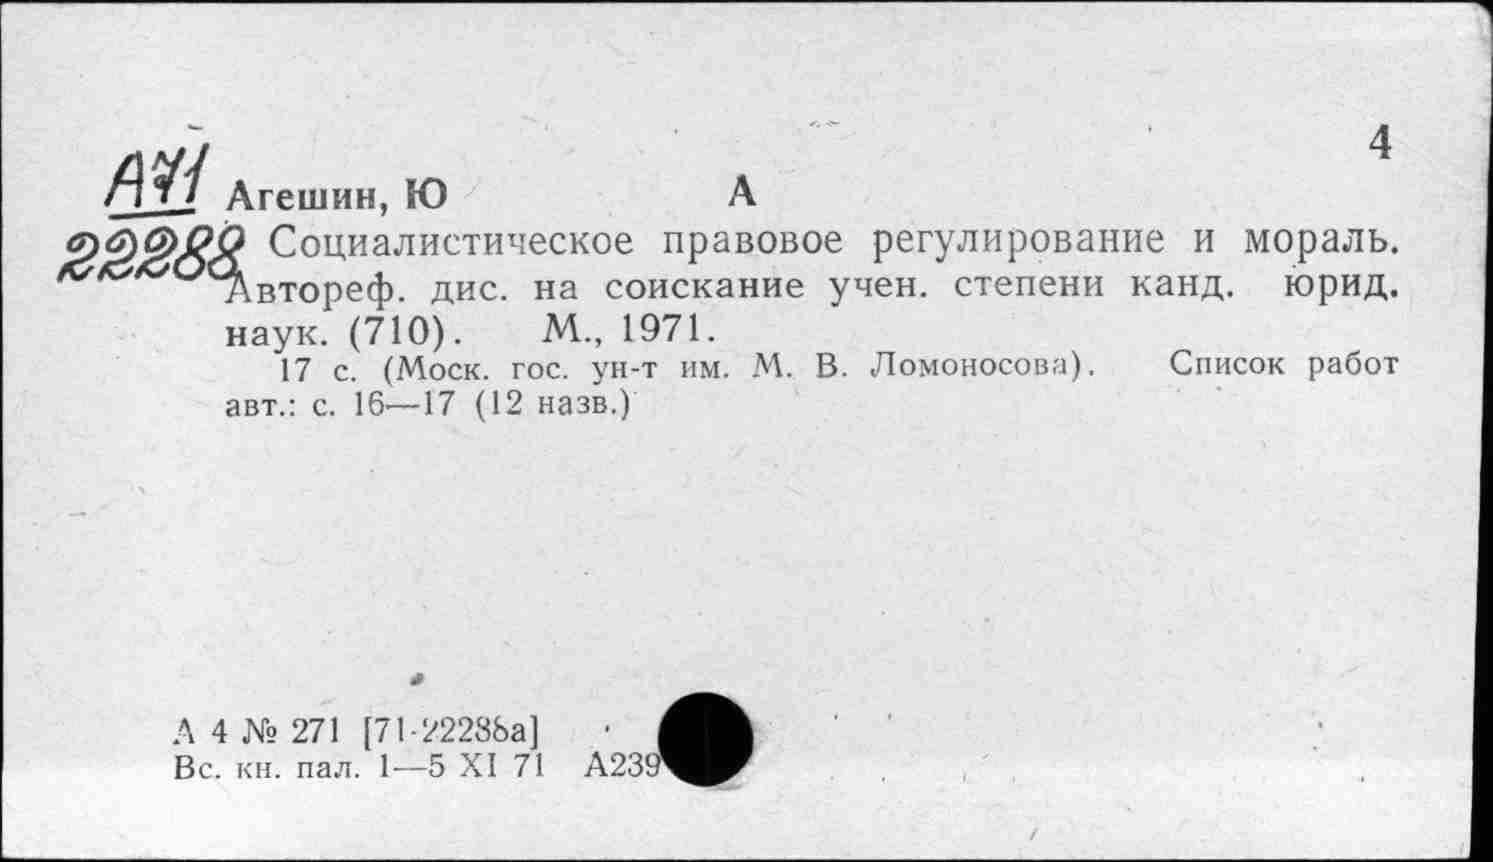 4
А71 Агешин, Ю А
22288 Социалистическое правовое регулирование и мораль.
Автореф. дис. на соискание учен. степени канд. юрид.
наук. (710). М., 1971.
17 с. (Моск. гос. ун-т им. М. В. Ломоносова). Список работ
авт.: с. 16—17 (12 назв.)
А 4 № 271 [71-22288а]
Вс. кн. пал. 1—5 XI 71 А239